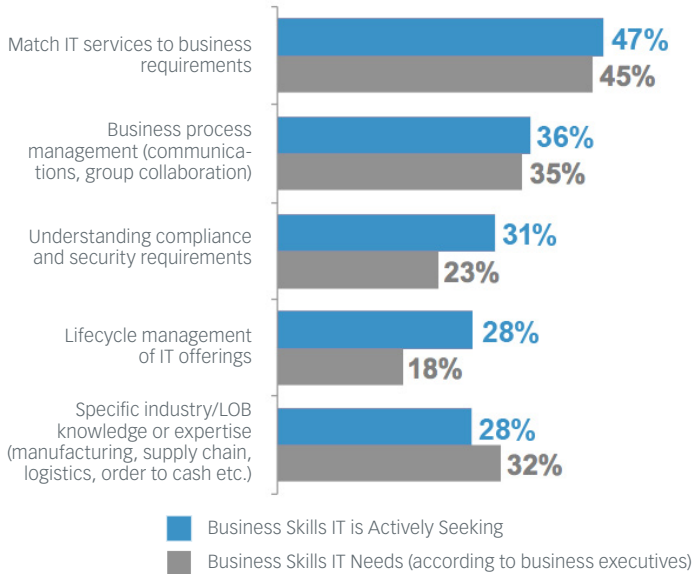 Match IT services to business
requirements
47%
45%
Business process
management (communica-
tions, group collaboration)
36%
35%
Understanding compliance
and security requirements
31%
23%
Lifecycle management
of IT offerings
28%
18%
Specific industry/LOB
knowledge or expertise
(manufacturing, supply chain,
logistics, order to cash etc.)
28%
32%
Business Skills IT is Actively Seeking
Business Skills IT Needs (according to business executives)